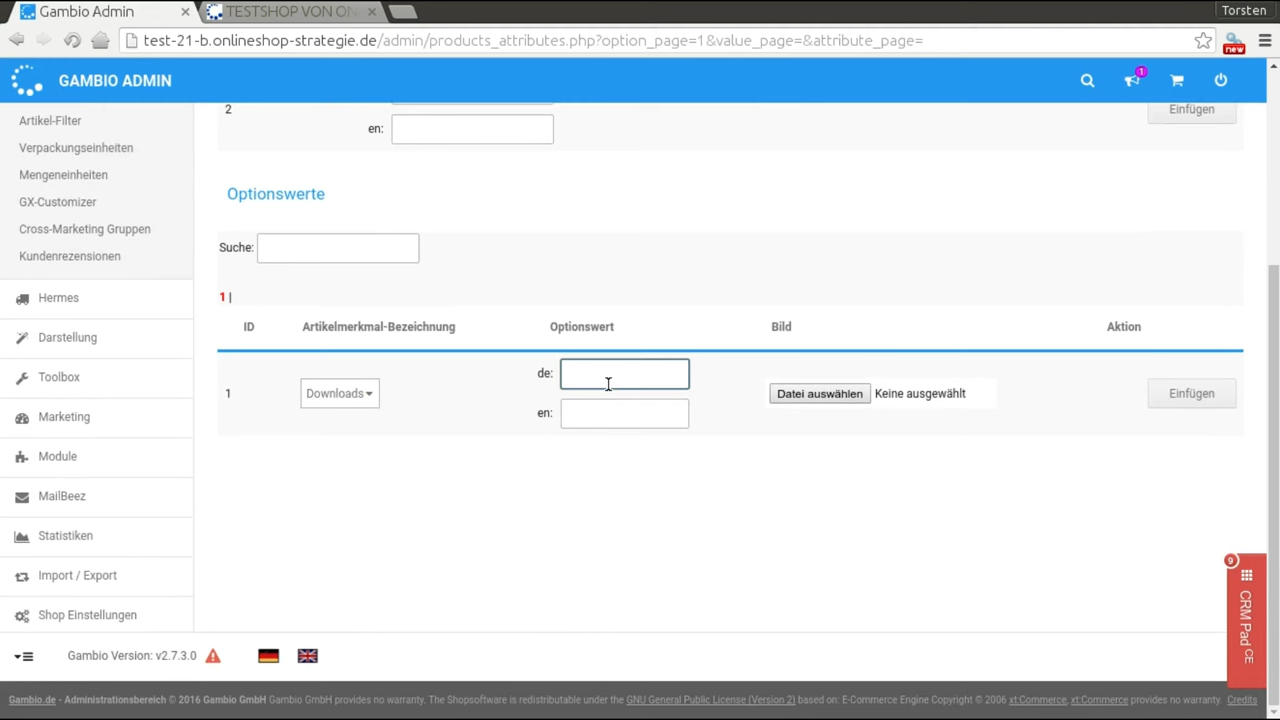 Gambio Admin
TESTSHOP VON ON
Torsten
test-21-b.onlineshop-strategie.de/admin/products_attributes.php?option_page=1&value_page=&attribute_page=
new
GAMBIO ADMIN
1
Artikel-Filter
Verpackungseinheiten
Mengeneinheiten
GX-Customizer
Cross-Marketing Gruppen
Kundenrezensionen
Hermes
Darstellung
Toolbox
Marketing
Module
MailBeez
Statistiken
Import / Export
Shop Einstellungen
2
en:
Einfügen
Optionswerte
Suche:
1 |
ID Artikelmerkmal-Bezeichnung Optionswert Bild Aktion
de:
1 Downloads Datei auswählen Keine ausgewählt Einfügen
en:
9
CRM Pad CE
Gambio Version: v2.7.3.0
Gambio.de - Administrationsbereich © 2016 Gambio GmbH Gambio GmbH provides no warranty. The Shopsoftware is redistributable under the GNU General Public License (Version 2) based on: E-Commerce Engine Copyright © 2006 xt:Commerce, xt:Commerce provides no warranty. Credits